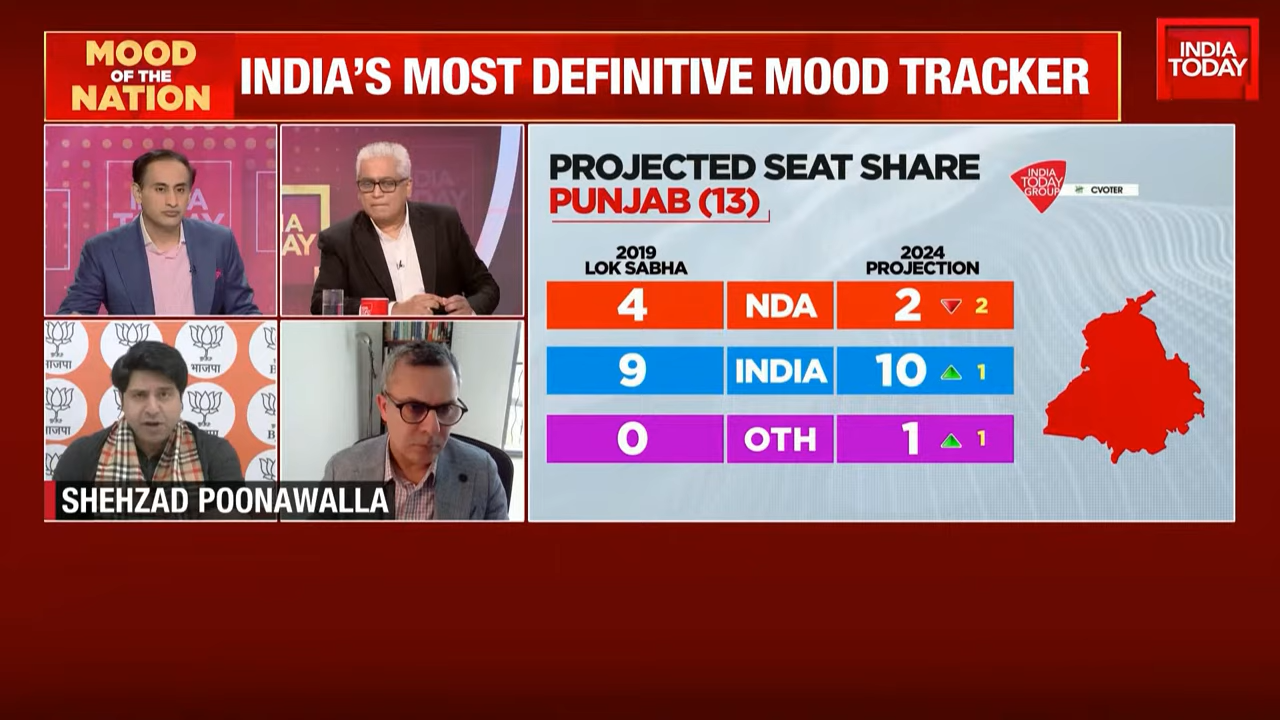 MOOD
OF THE
NATION
INDIA'S MOST DEFINITIVE MOOD TRACKER
INDIA
TODAY
PROJECTED SEAT SHARE
PUNJAB (13)
INDIA
TODAY
GROUP
CVOTER
2019
LOK SABHA
2024
PROJECTION
4 NDA 2 2
9 INDIA 10 1
0 OTH 1 1
भाजपा
SHEHZAD POONAWALLA